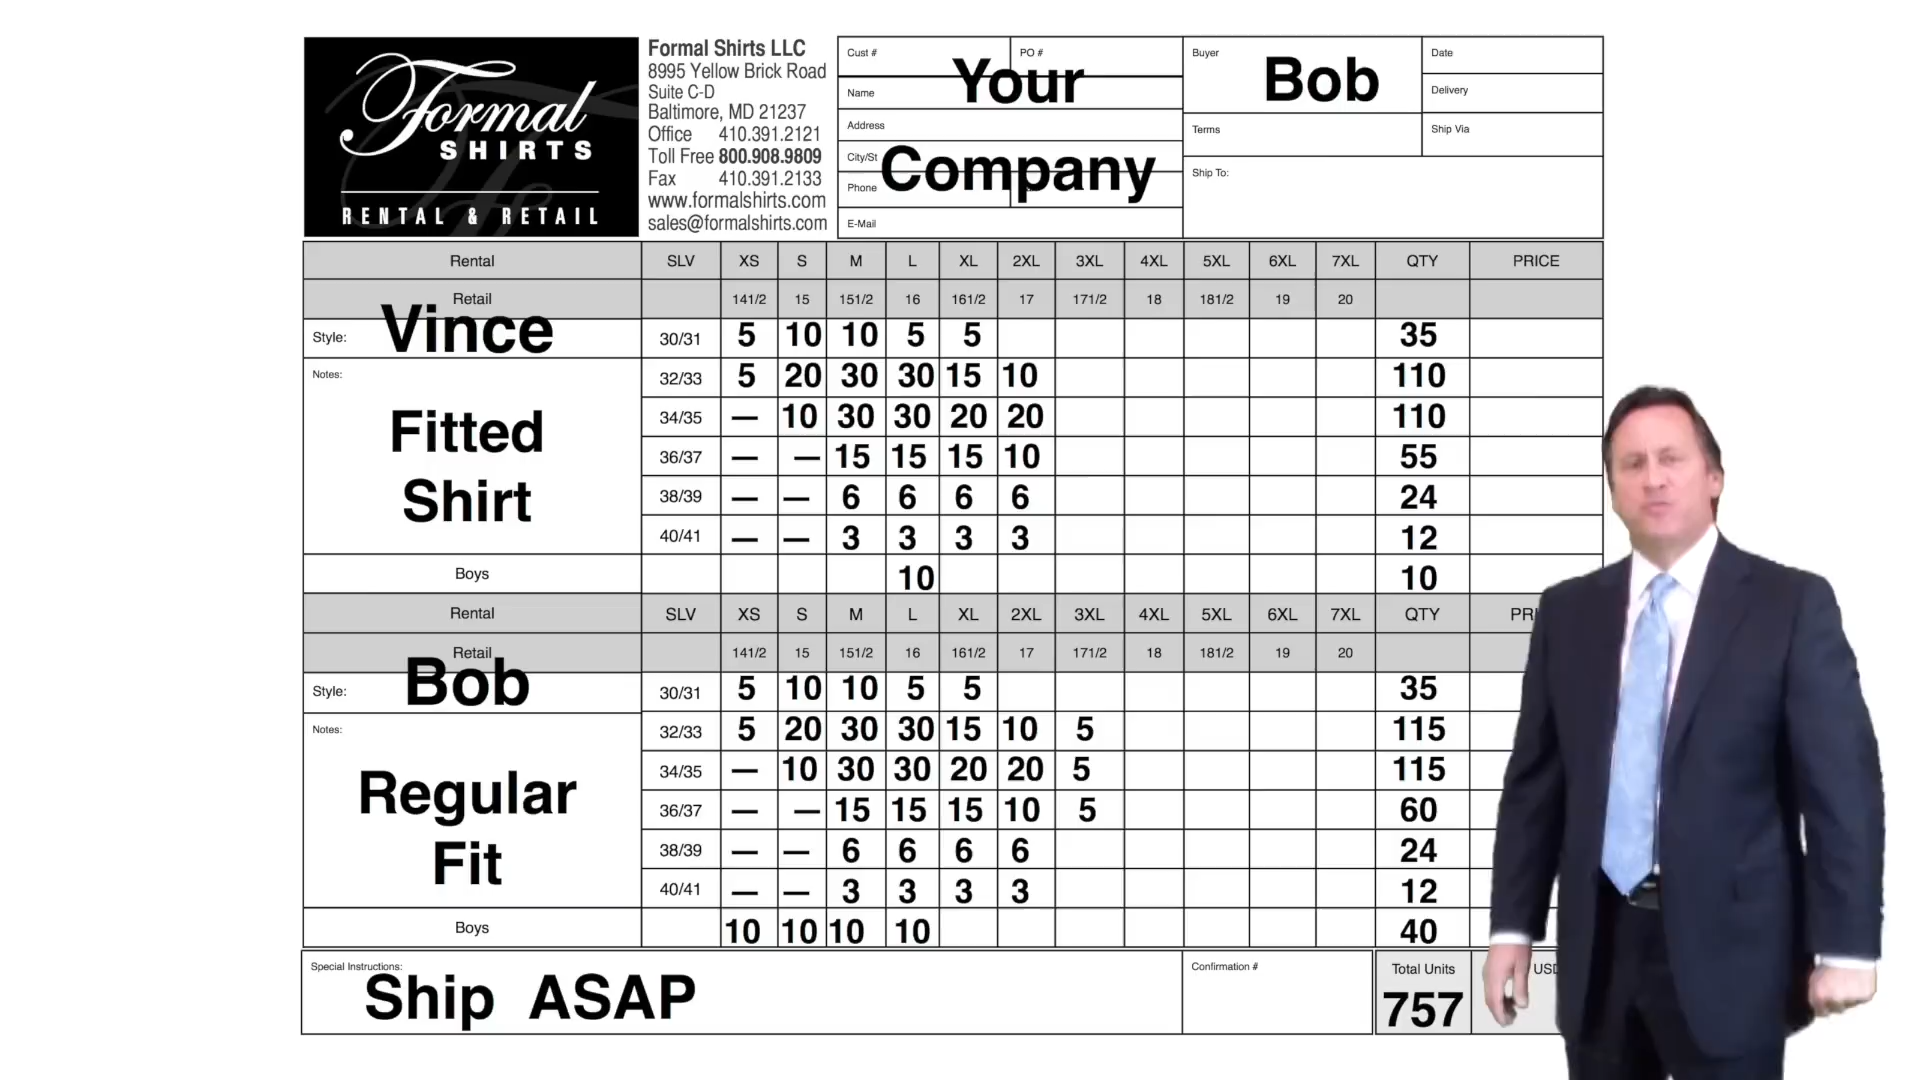 Formal
SHIRTS
RENTAL & RETAIL
Formal Shirts LLC
8995 Yellow Brick Road
Suite C-D
Baltimore, MD 21237
Office 410.391.2121
Toll Free 800.908.9809
Fax 410.391.2133
www.formalshirts.com
sales@formalshirts.com
Cust # PO #
Name
Your
Address
City/St
Company
Phone
E-Mail
Buyer Bob
Terms
Date
Delivery
Ship Via
Ship To:
Rental SLV XS S M L XL 2XL 3XL 4XL 5XL 6XL 7XL QTY PRICE
Retail 141/2 15 151/2 16 161/2 17 171/2 18 181/2 19 20
Style: Vince 30/31 5 10 10 5 5 35
Notes: 32/33 5 20 30 30 15 10 110
Fitted 34/35 — 10 30 30 20 20 110
36/37 — — 15 15 15 10 55
Shirt 38/39 — — 6 6 6 6 24
40/41 — — 3 3 3 3 12
Boys 10 10
Rental SLV XS S M L XL 2XL 3XL 4XL 5XL 6XL 7XL QTY
Retail 141/2 15 151/2 16 161/2 17 171/2 18 181/2 19 20
Style: Bob 30/31 5 10 10 5 5 35
Notes: 32/33 5 20 30 30 15 10 5 115
Regular 34/35 — 10 30 30 20 20 5 115
36/37 — — 15 15 15 10 5 60
Fit 38/39 — — 6 6 6 6 24
40/41 — — 3 3 3 3 12
Boys 10 10 10 10 40
Special Instructions: Ship ASAP
Confirmation #
Total Units
757
USD